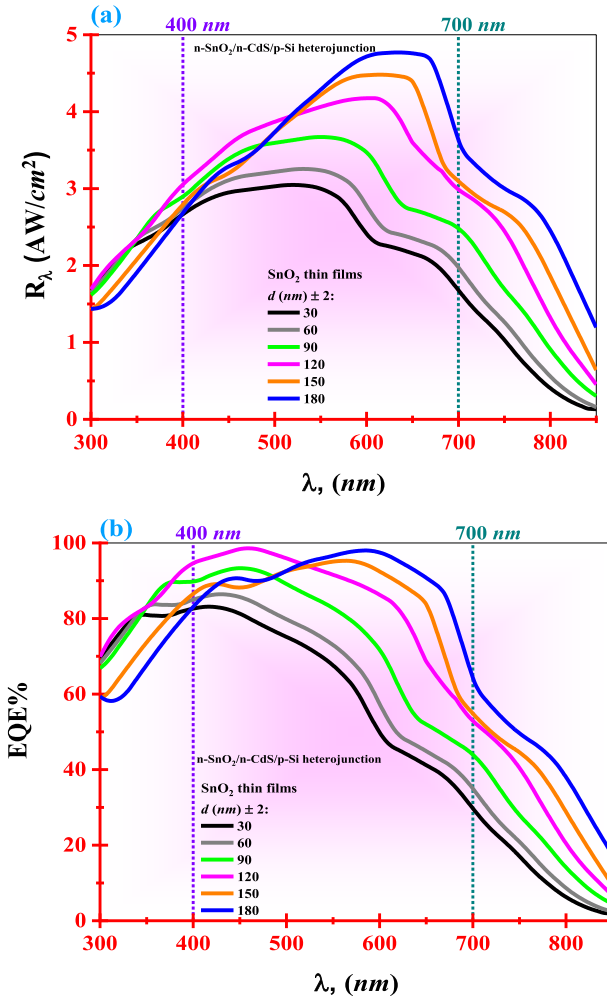 (a)
400 nm
700 nm
n-SnO₂/n-CdS/p-Si heterojunction
5
4
3
2
1
0
Rλ (AW/cm²)
SnO₂ thin films
d (nm) ± 2:
30
60
90
120
150
180
300 400 500 600 700 800
λ, (nm)
(b)
400 nm
700 nm
100
80
60
40
20
0
EQE%
n-SnO₂/n-CdS/p-Si heterojunction
SnO₂ thin films
d (nm) ± 2:
30
60
90
120
150
180
300 400 500 600 700 800
λ, (nm)